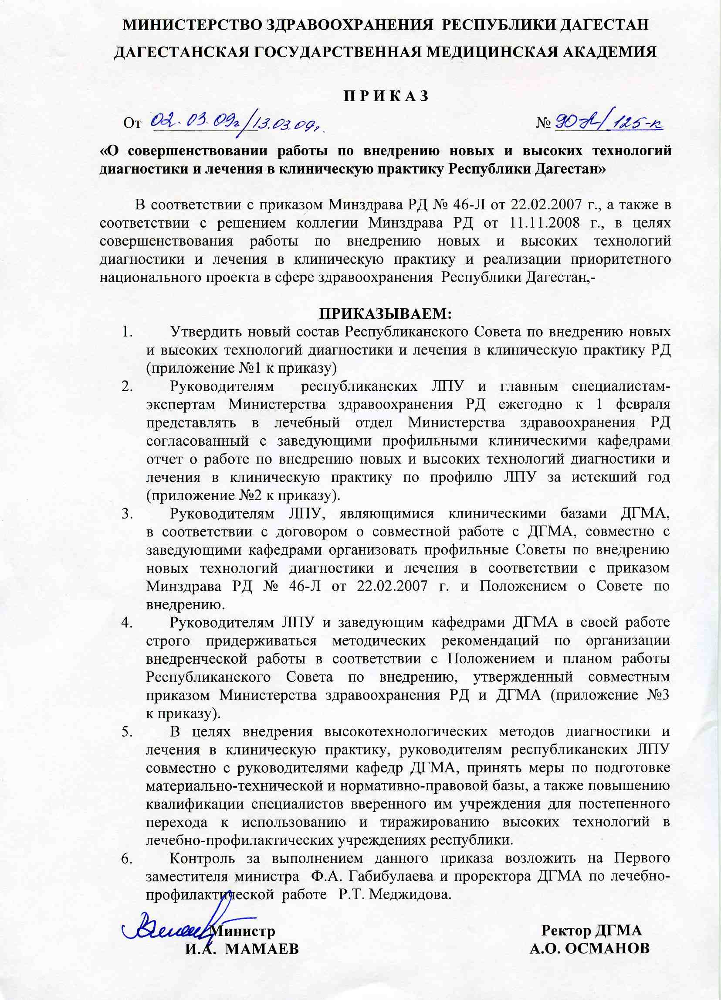 МИНИСТЕРСТВО ЗДРАВООХРАНЕНИЯ РЕСПУБЛИКИ ДАГЕСТАН
ДАГЕСТАНСКАЯ ГОСУДАРСТВЕННАЯ МЕДИЦИНСКАЯ АКАДЕМИЯ
П Р И К А З
От 02.03.09г/13.03.09г. № 90-Л/125-к
«О совершенствовании работы по внедрению новых и высоких технологий
диагностики и лечения в клиническую практику Республики Дагестан»
В соответствии с приказом Минздрава РД № 46-Л от 22.02.2007 г., а также в
соответствии с решением коллегии Минздрава РД от 11.11.2008 г., в целях
совершенствования работы по внедрению новых и высоких технологий
диагностики и лечения в клиническую практику и реализации приоритетного
национального проекта в сфере здравоохранения Республики Дагестан,-
ПРИКАЗЫВАЕМ:
1. Утвердить новый состав Республиканского Совета по внедрению новых
и высоких технологий диагностики и лечения в клиническую практику РД
(приложение №1 к приказу)
2. Руководителям республиканских ЛПУ и главным специалистам-
экспертам Министерства здравоохранения РД ежегодно к 1 февраля
представлять в лечебный отдел Министерства здравоохранения РД
согласованный с заведующими профильными клиническими кафедрами
отчет о работе по внедрению новых и высоких технологий диагностики и
лечения в клиническую практику по профилю ЛПУ за истекший год
(приложение №2 к приказу).
3. Руководителям ЛПУ, являющимися клиническими базами ДГМА,
в соответствии с договором о совместной работе с ДГМА, совместно с
заведующими кафедрами организовать профильные Советы по внедрению
новых технологий диагностики и лечения в соответствии с приказом
Минздрава РД № 46-Л от 22.02.2007 г. и Положением о Совете по
внедрению.
4. Руководителям ЛПУ и заведующим кафедрами ДГМА в своей работе
строго придерживаться методических рекомендаций по организации
внедренческой работы в соответствии с Положением и планом работы
Республиканского Совета по внедрению, утвержденный совместным
приказом Министерства здравоохранения РД и ДГМА (приложение №3
к приказу).
5. В целях внедрения высокотехнологических методов диагностики и
лечения в клиническую практику, руководителям республиканских ЛПУ
совместно с руководителями кафедр ДГМА, принять меры по подготовке
материально-технической и нормативно-правовой базы, а также повышению
квалификации специалистов вверенного им учреждения для постепенного
перехода к использованию и тиражированию высоких технологий в
лечебно-профилактических учреждениях республики.
6. Контроль за выполнением данного приказа возложить на Первого
заместителя министра Ф.А. Габибулаева и проректора ДГМА по лечебно-
профилактической работе Р.Т. Меджидова.
Министр Ректор ДГМА
И.А. МАМАЕВ А.О. ОСМАНОВ